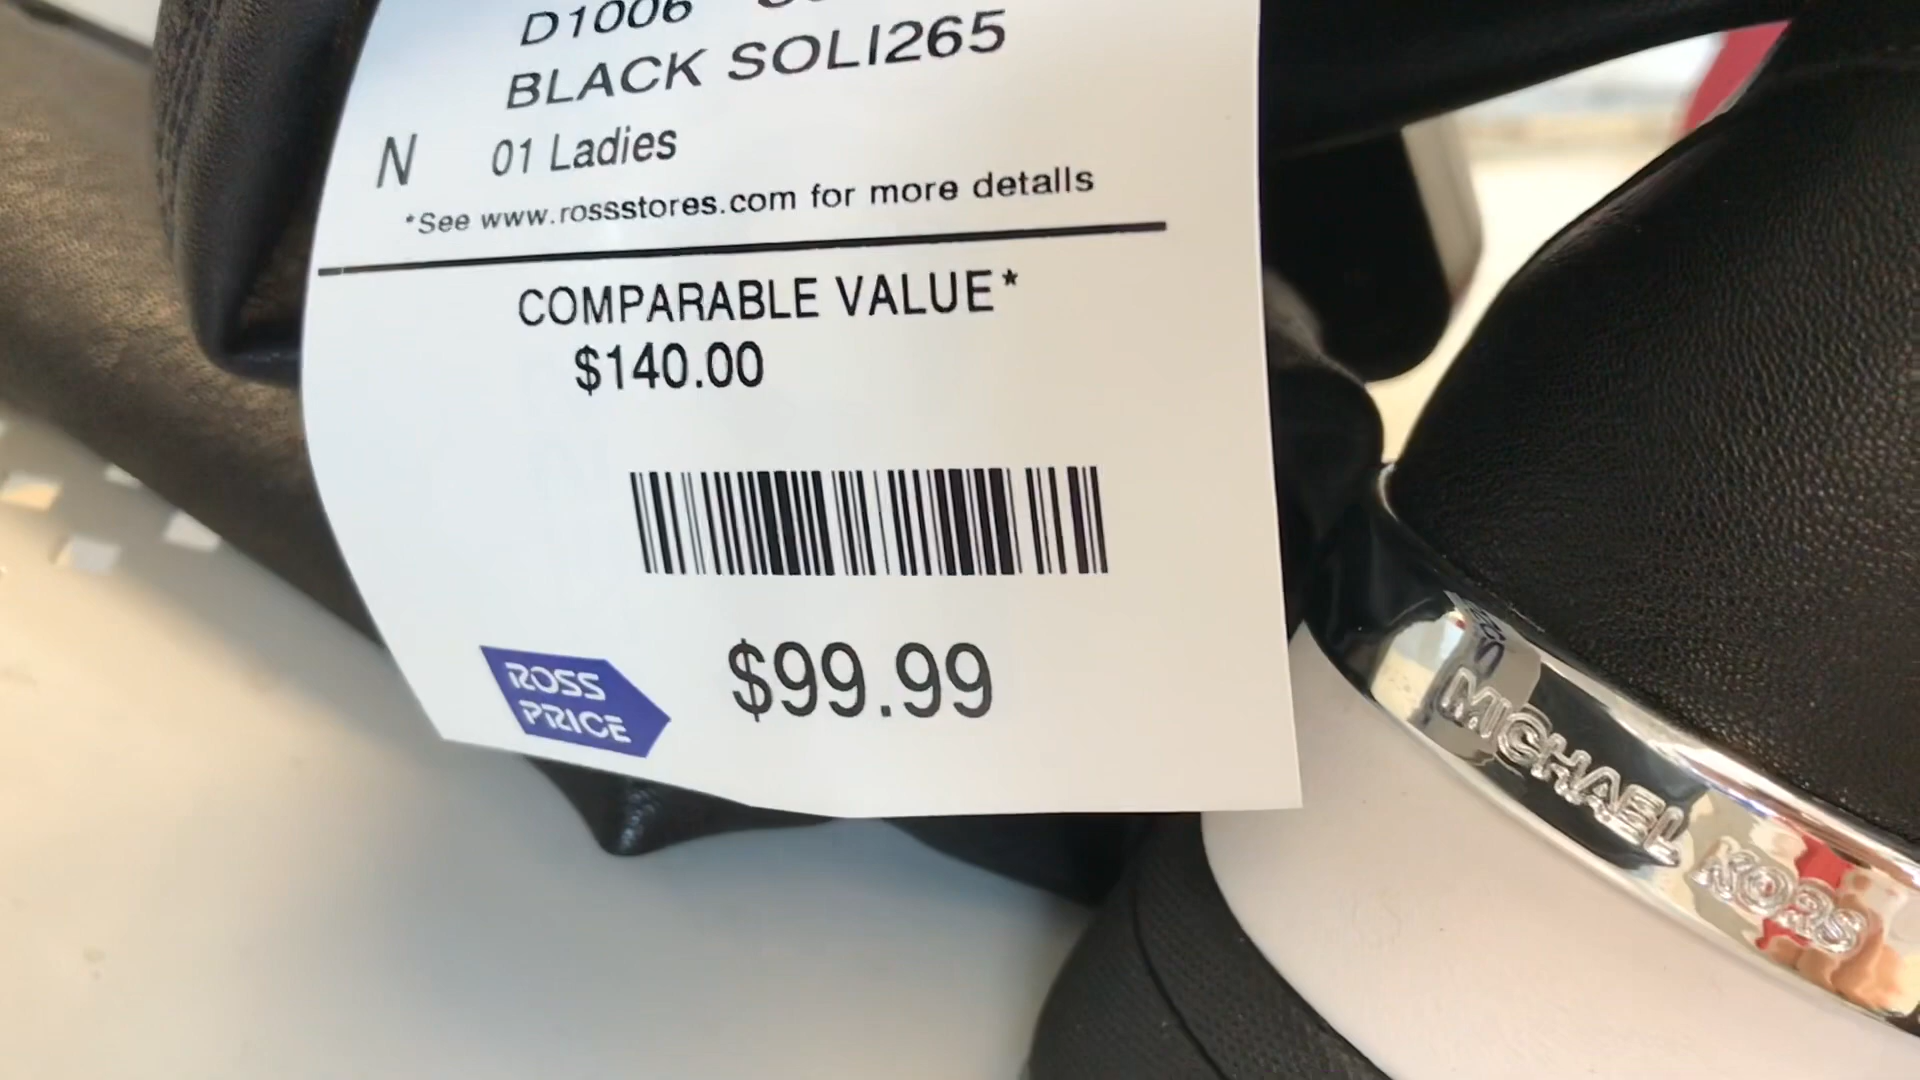 D1006
BLACK SOLI265
N 01 Ladies
*See www.rossstores.com for more detalls
COMPARABLE VALUE*
$140.00
ROSS
PRICE
$99.99
MICHAEL KORS